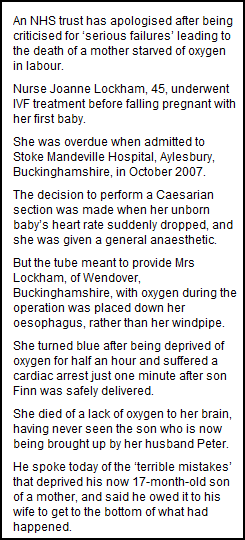 An NHS trust has apologised after being
criticised for ‘serious failures’ leading to
the death of a mother starved of oxygen
in labour.
Nurse Joanne Lockham, 45, underwent
IVF treatment before falling pregnant with
her first baby.
She was overdue when admitted to
Stoke Mandeville Hospital, Aylesbury,
Buckinghamshire, in October 2007.
The decision to perform a Caesarian
section was made when her unborn
baby’s heart rate suddenly dropped, and
she was given a general anaesthetic.
But the tube meant to provide Mrs
Lockham, of Wendover,
Buckinghamshire, with oxygen during the
operation was placed down her
oesophagus, rather than her windpipe.
She turned blue after being deprived of
oxygen for half an hour and suffered a
cardiac arrest just one minute after son
Finn was safely delivered.
She died of a lack of oxygen to her brain,
having never seen the son who is now
being brought up by her husband Peter.
He spoke today of the ‘terrible mistakes’
that deprived his now 17-month-old son
of a mother, and said he owed it to his
wife to get to the bottom of what had
happened.